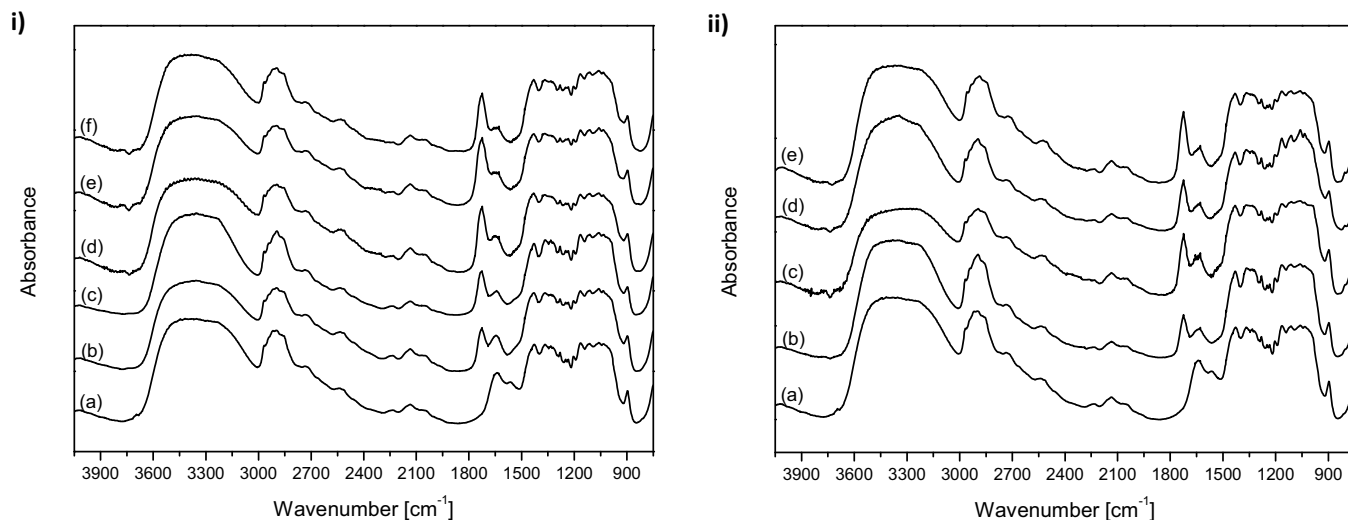 i)
Absorbance
(f)
(e)
(d)
(c)
(b)
(a)
3900 3600 3300 3000 2700 2400 2100 1800 1500 1200 900
Wavenumber [cm⁻¹]
ii)
Absorbance
(e)
(d)
(c)
(b)
(a)
3900 3600 3300 3000 2700 2400 2100 1800 1500 1200 900
Wavenumber [cm⁻¹]